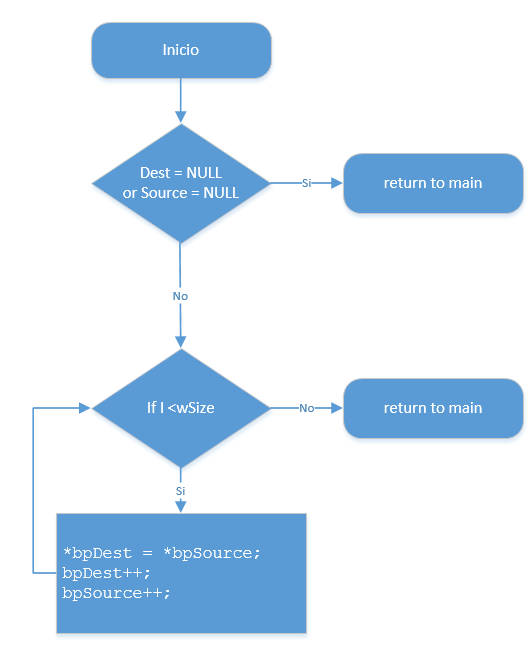 Inicio
Dest = NULL
or Source = NULL
Si
return to main
No
If I <wSize
No
return to main
Si
*bpDest = *bpSource;
bpDest++;
bpSource++;